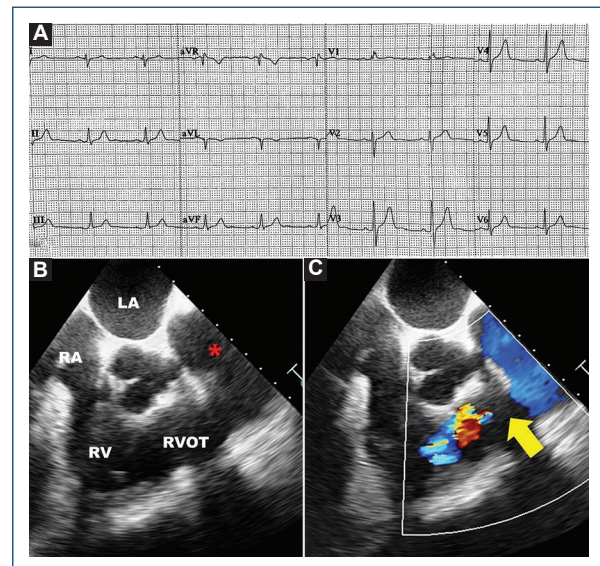 A
I aVR V1 V4
II aVL V2 V5
III aVF V3 V6
B
LA
RA
*
RV
RVOT
C